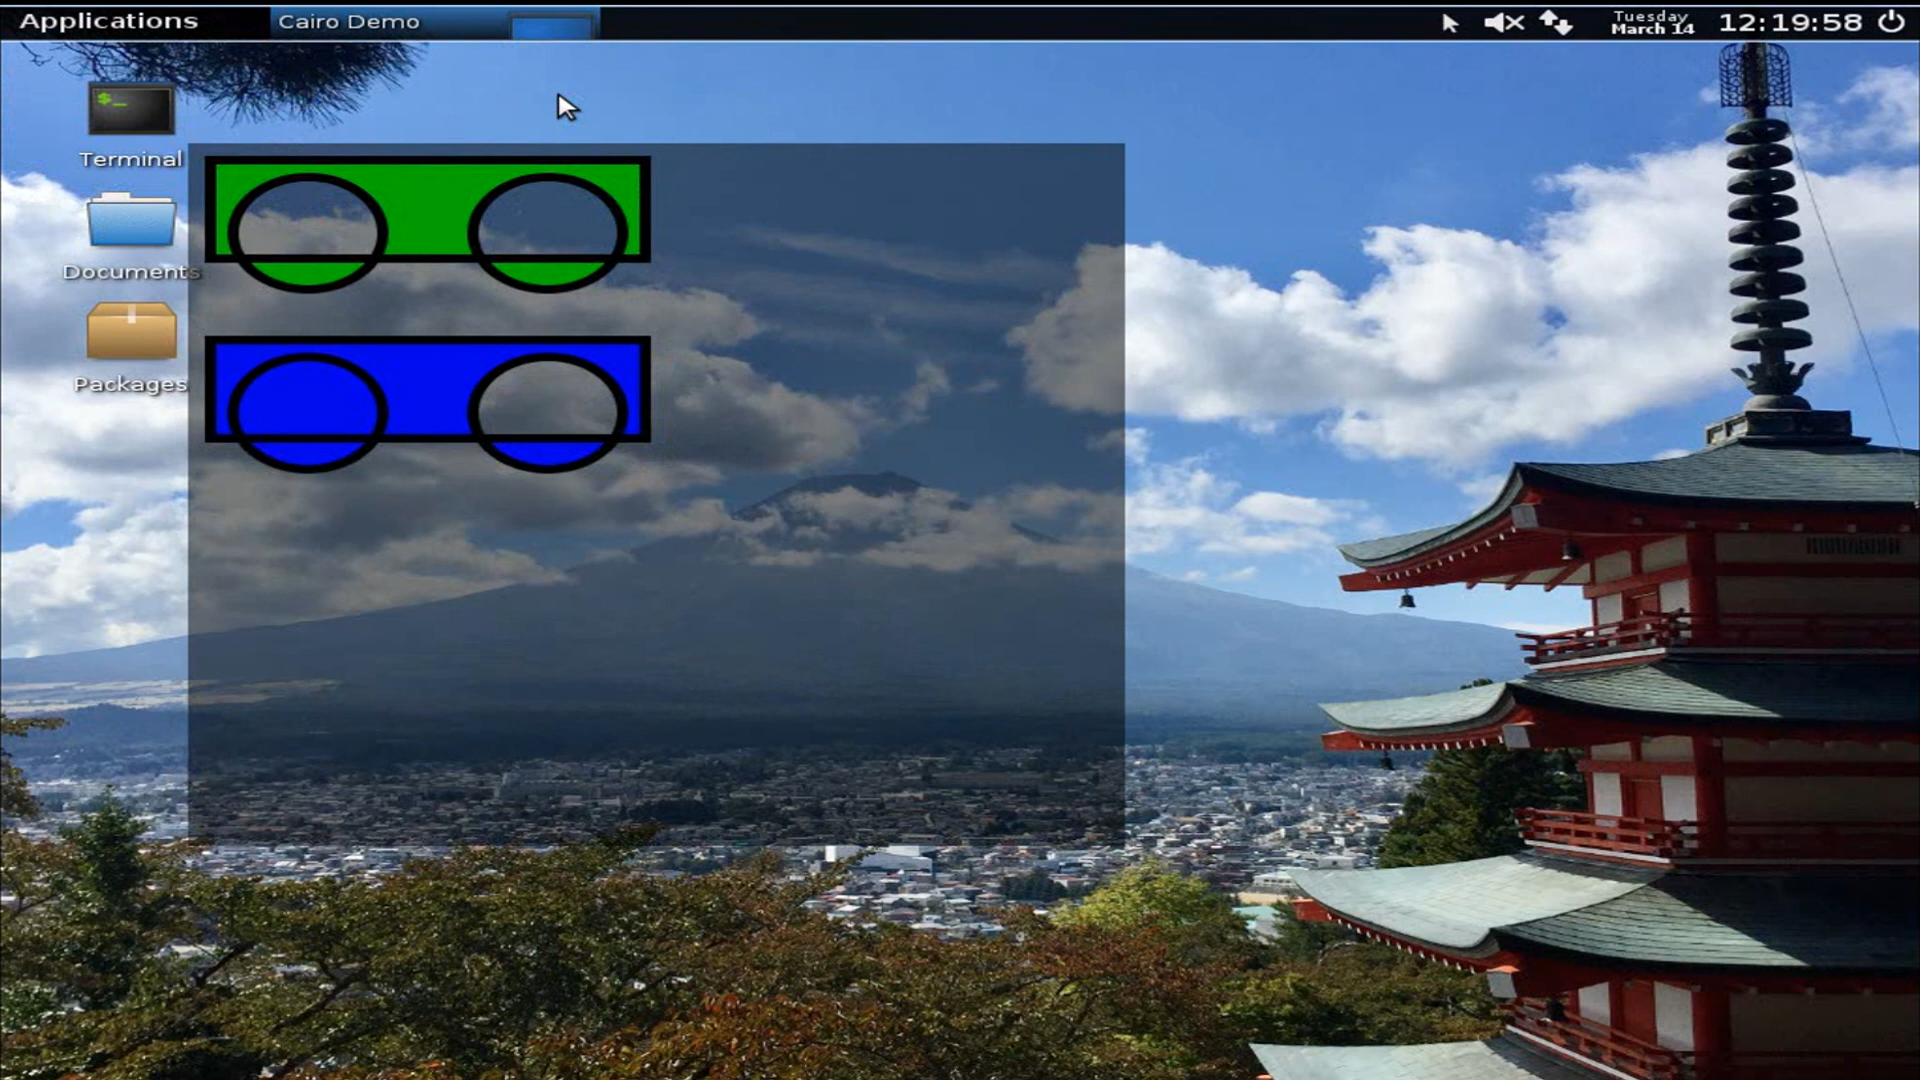 Applications
Cairo Demo
Tuesday
March 14
12:19:58
$_
Terminal
Documents
Packages